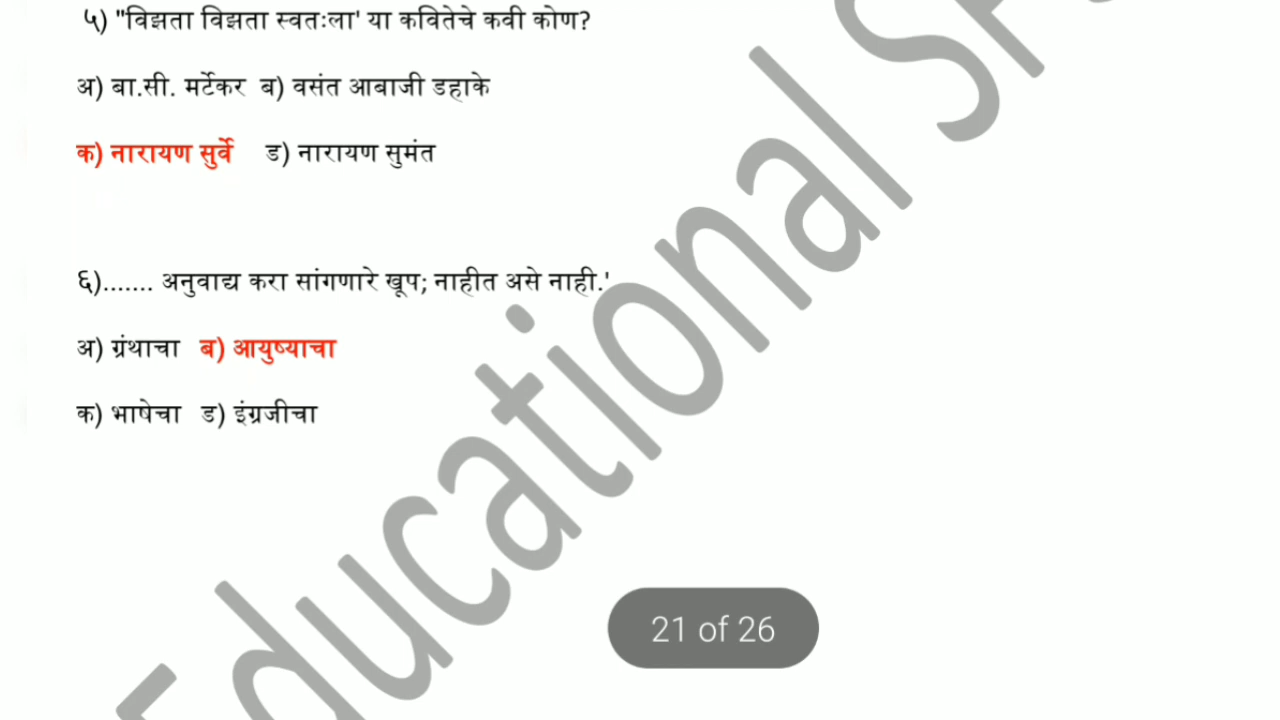 ५) "विझता विझता स्वतःला' या कवितेचे कवी कोण?
अ) बा.सी. मर्टेकर ब) वसंत आबाजी डहाके
क) नारायण सुर्वे ड) नारायण सुमंत
६)....... अनुवाद्य करा सांगणारे खूप; नाहीत असे नाही.'
अ) ग्रंथाचा ब) आयुष्याचा
क) भाषेचा ड) इंग्रजीचा
Educational
21 of 26